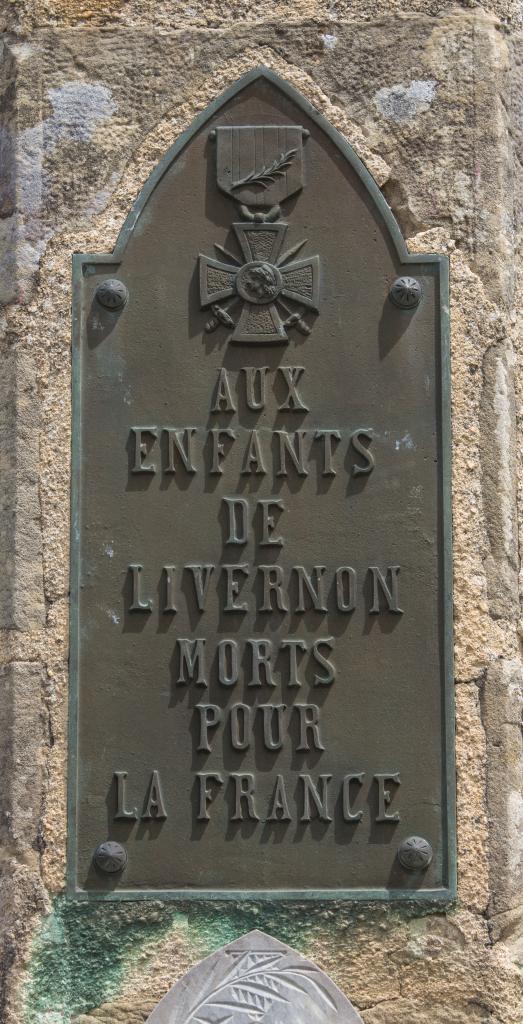 AUX
ENFANTS
DE
LIVERNON
MORTS
POUR
LA FRANCE